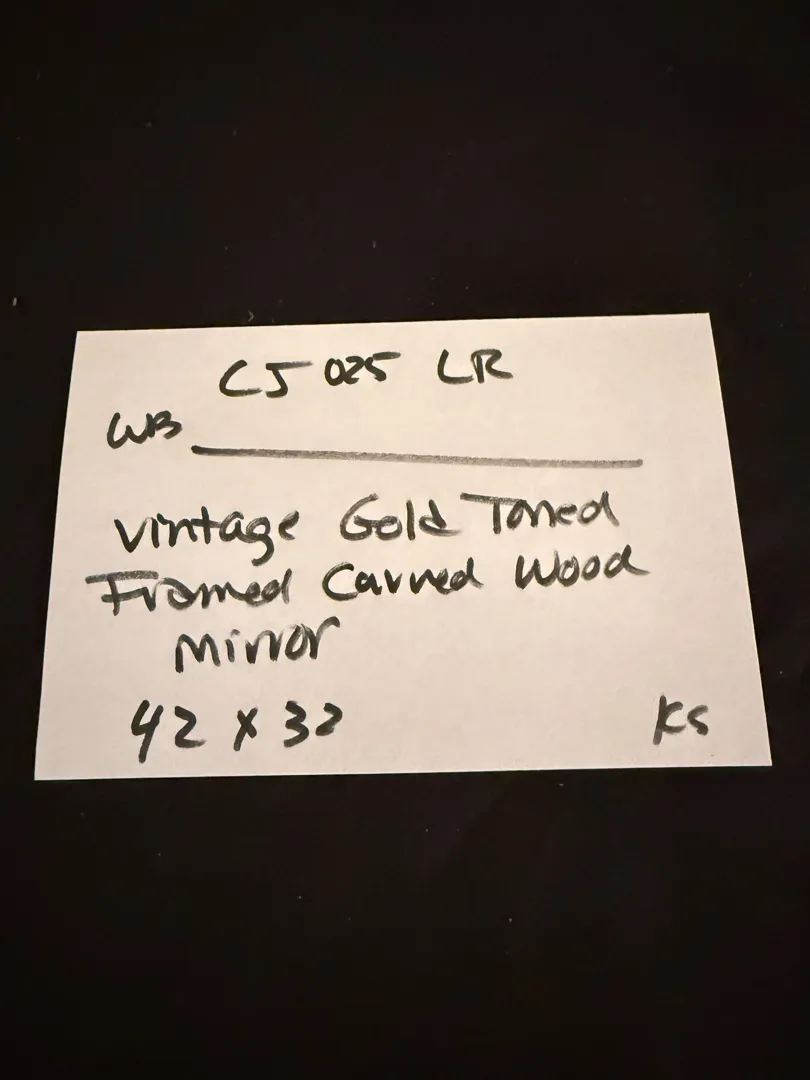 CJ 025 LR
WB
Vintage Gold Toned
Framed Carved Wood
Mirror
42 x 32
KS